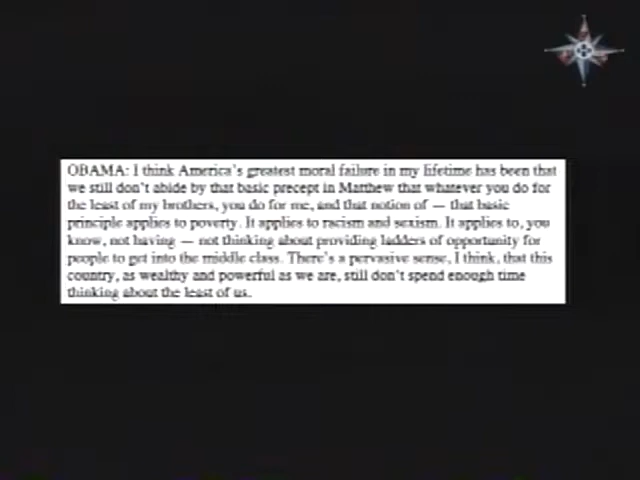 OBAMA: I think America's greatest moral failure in my lifetime has been that
we still don't abide by that basic precept in Matthew that whatever you do for
the least of my brothers, you do for me, and that notion of — that basic
principle applies to poverty. It applies to racism and sexism. It applies to, you
know, not having — not thinking about providing ladders of opportunity for
people to get into the middle class. There's a pervasive sense, I think, that this
country, as wealthy and powerful as we are, still don't spend enough time
thinking about the least of us.